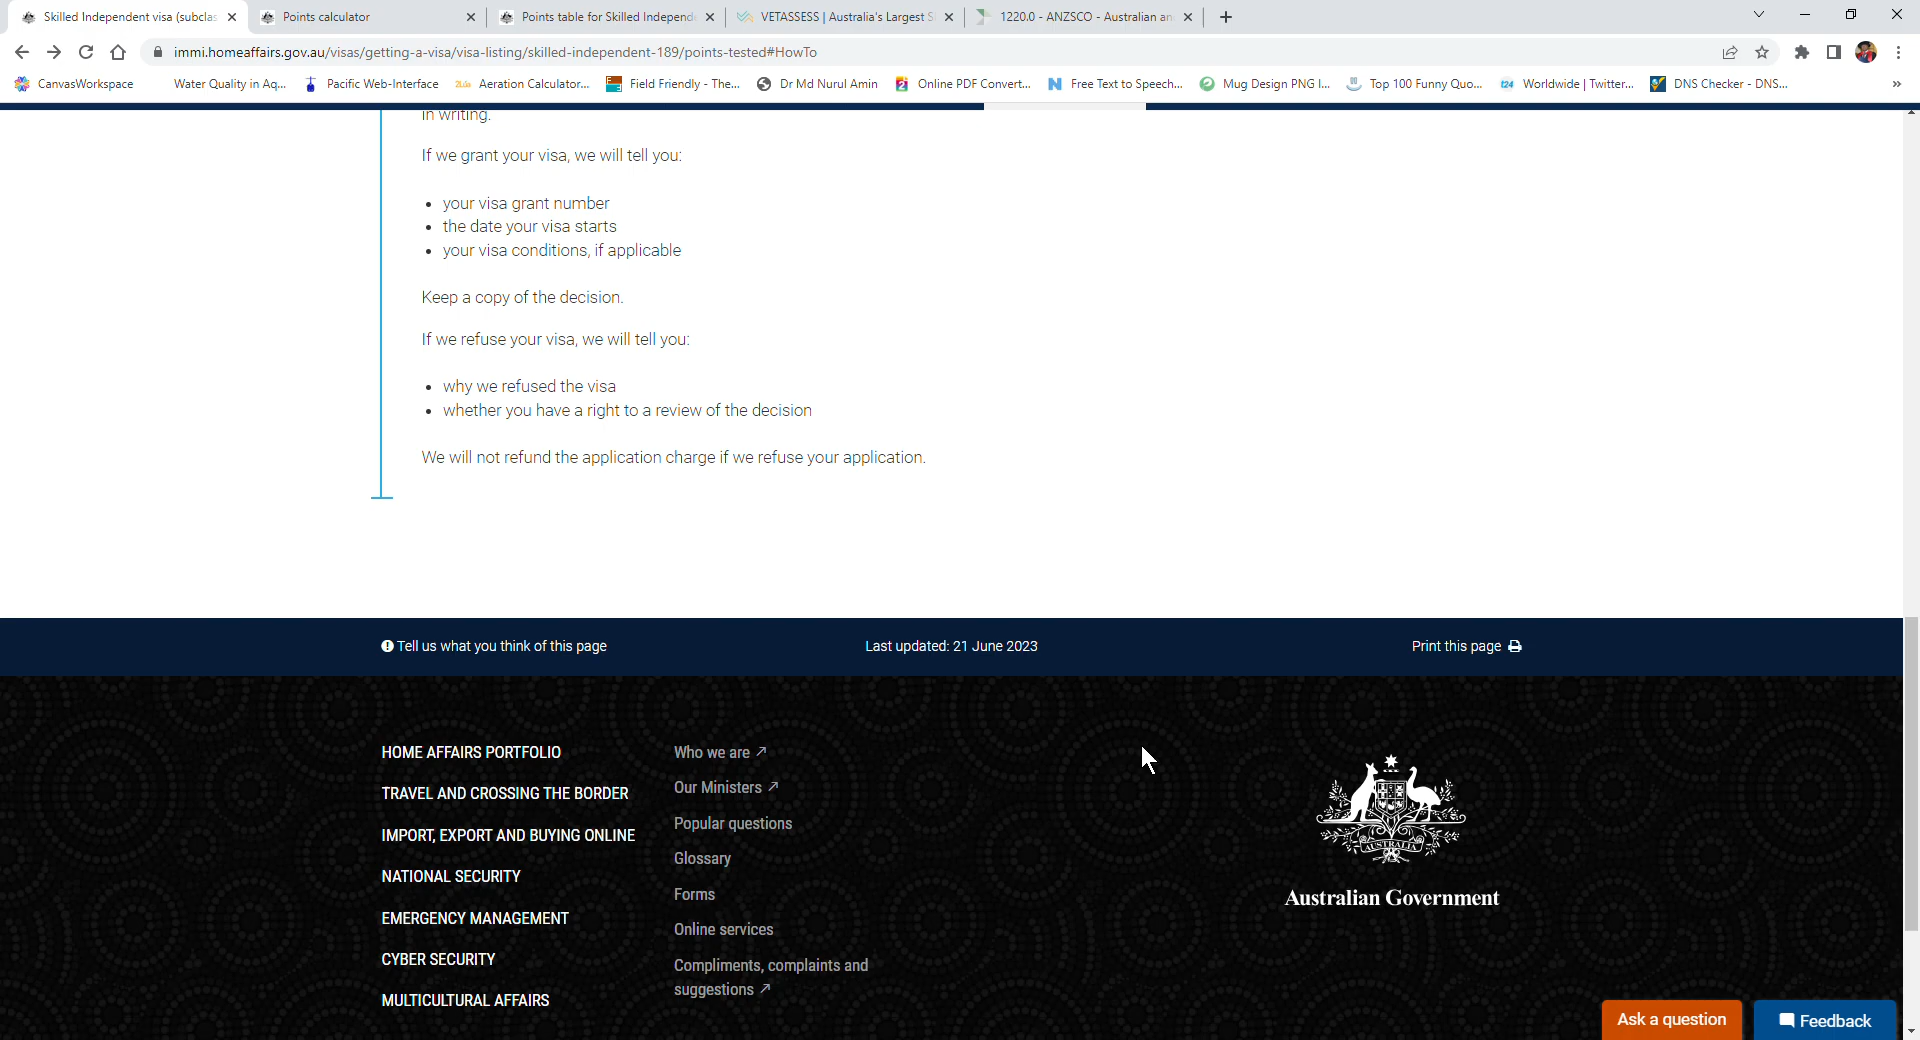 Skilled Independent visa (subclas
Points calculator
Points table for Skilled Independe
VETASSESS | Australia's Largest S
1220.0 - ANZSCO - Australian an
immi.homeaffairs.gov.au/visas/getting-a-visa/visa-listing/skilled-independent-189/points-tested#HowTo
CanvasWorkspace
Water Quality in Aq...
Pacific Web-Interface
Aeration Calculator...
Field Friendly - The...
Dr Md Nurul Amin
Online PDF Convert...
Free Text to Speech...
Mug Design PNG I...
Top 100 Funny Quo...
Worldwide | Twitter...
DNS Checker - DNS...
»
in writing.
If we grant your visa, we will tell you:
• your visa grant number
• the date your visa starts
• your visa conditions, if applicable
Keep a copy of the decision.
If we refuse your visa, we will tell you:
• why we refused the visa
• whether you have a right to a review of the decision
We will not refund the application charge if we refuse your application.
Tell us what you think of this page
Last updated: 21 June 2023
Print this page
HOME AFFAIRS PORTFOLIO
TRAVEL AND CROSSING THE BORDER
IMPORT, EXPORT AND BUYING ONLINE
NATIONAL SECURITY
EMERGENCY MANAGEMENT
CYBER SECURITY
MULTICULTURAL AFFAIRS
Who we are
Our Ministers
Popular questions
Glossary
Forms
Online services
Compliments, complaints and
suggestions
AUSTRALIA
Australian Government
Ask a question
Feedback